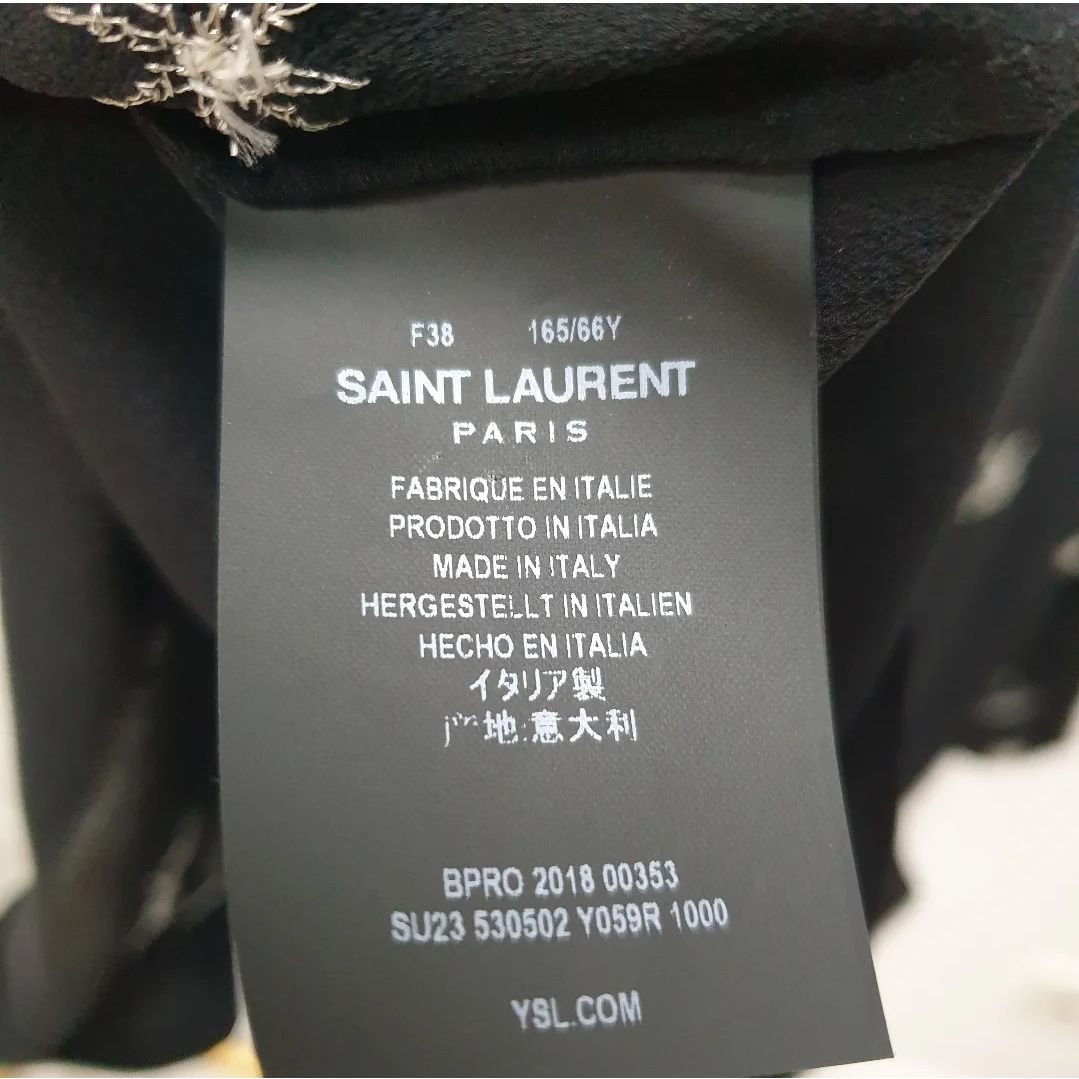 F38 165/66Y
SAINT LAURENT
PARIS
FABRIQUE EN ITALIE
PRODOTTO IN ITALIA
MADE IN ITALY
HERGESTELLT IN ITALIEN
HECHO EN ITALIA
イタリア製
地:意大利
BPRO 2018 00353
SU23 530502 Y059R 1000
YSL.COM